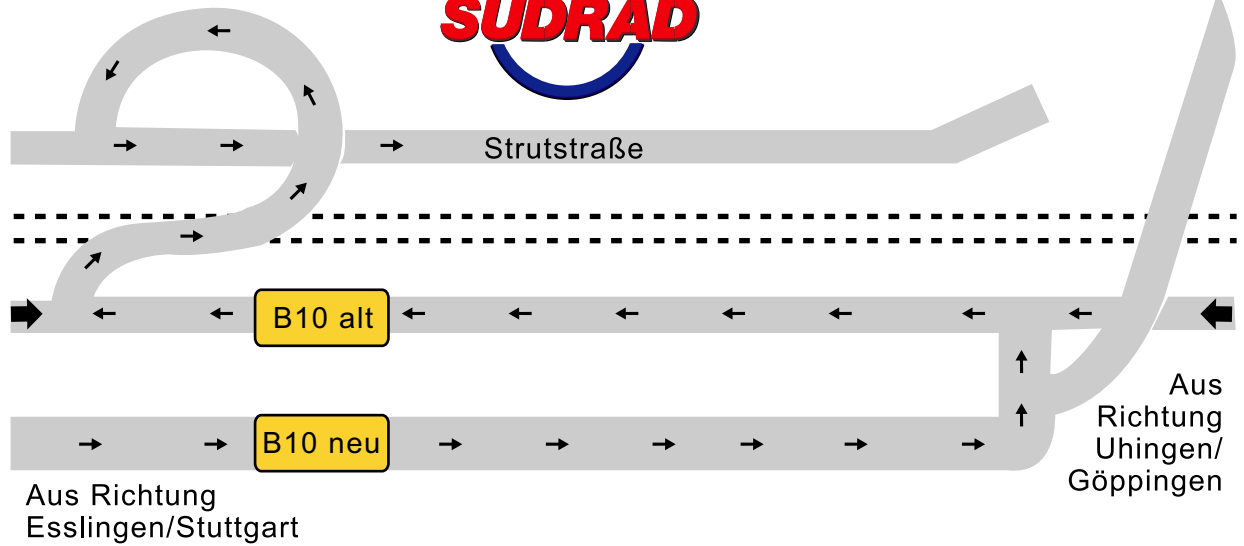 SÜDRAD
Strutstraße
B10 alt
B10 neu
Aus
Richtung
Uhingen/
Göppingen
Aus Richtung
Esslingen/Stuttgart